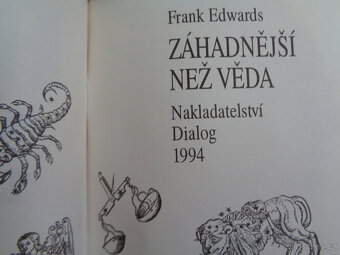 Frank Edwards
ZÁHADNĚJŠÍ
NEŽ VĚDA
Nakladatelství
Dialog
1994